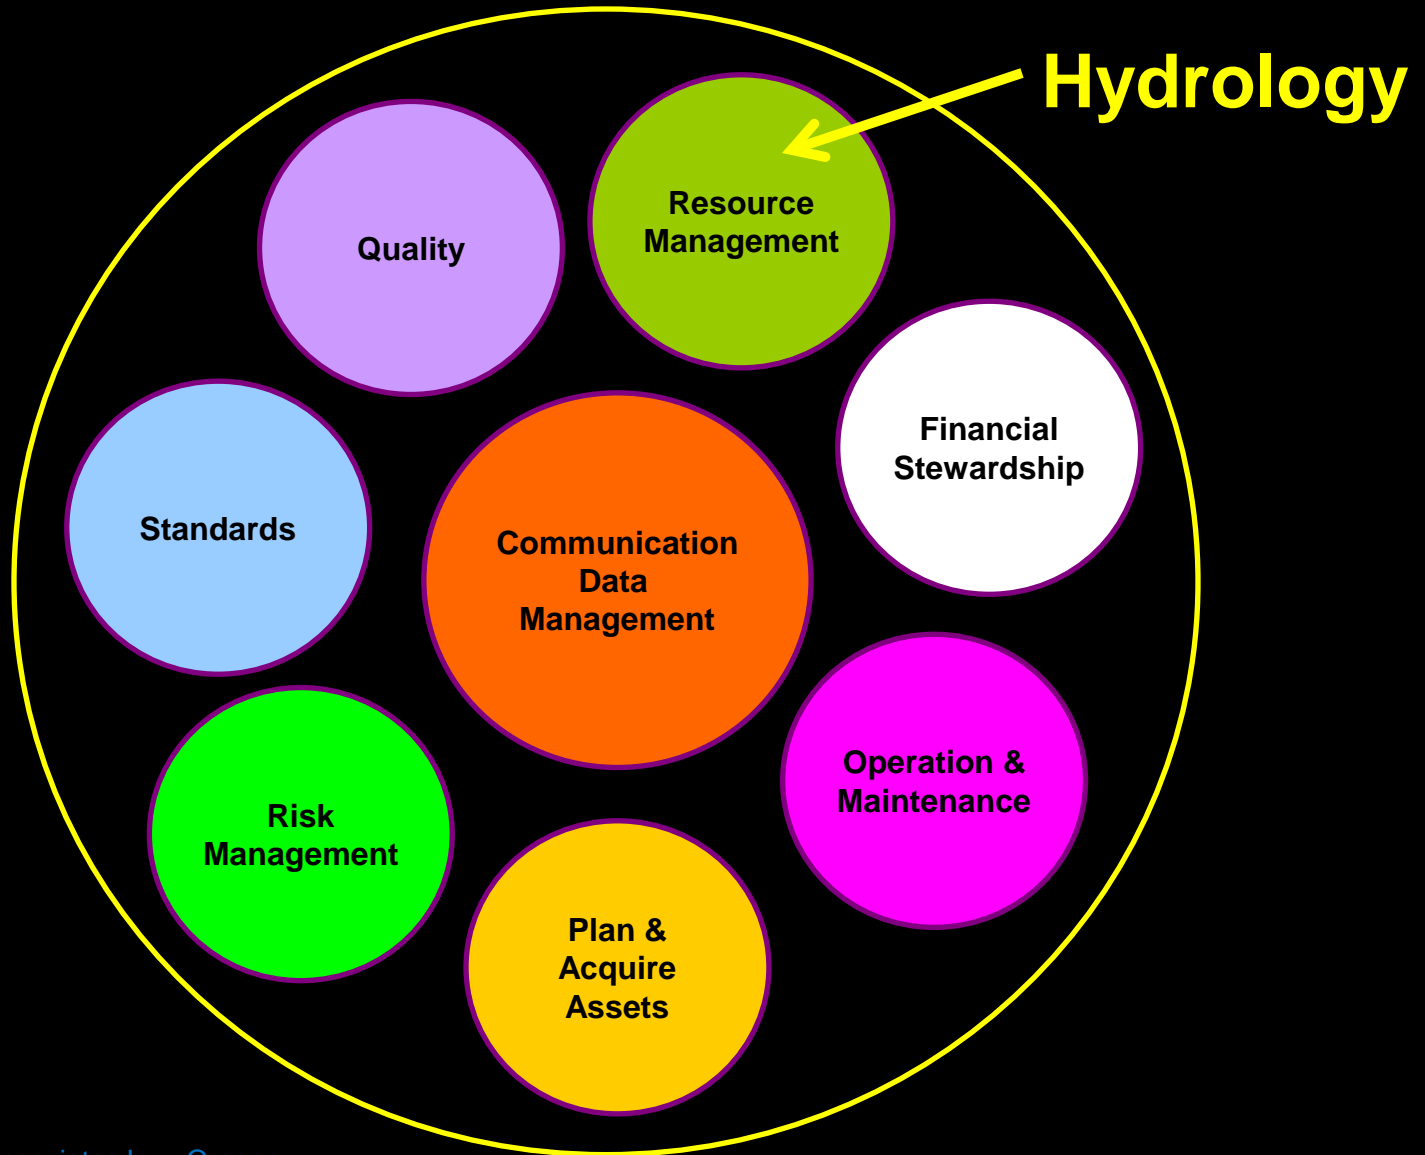 Hydrology
Resource
Management
Quality
Financial
Stewardship
Standards
Communication
Data
Management
Operation &
Maintenance
Risk
Management
Plan &
Acquire
Assets